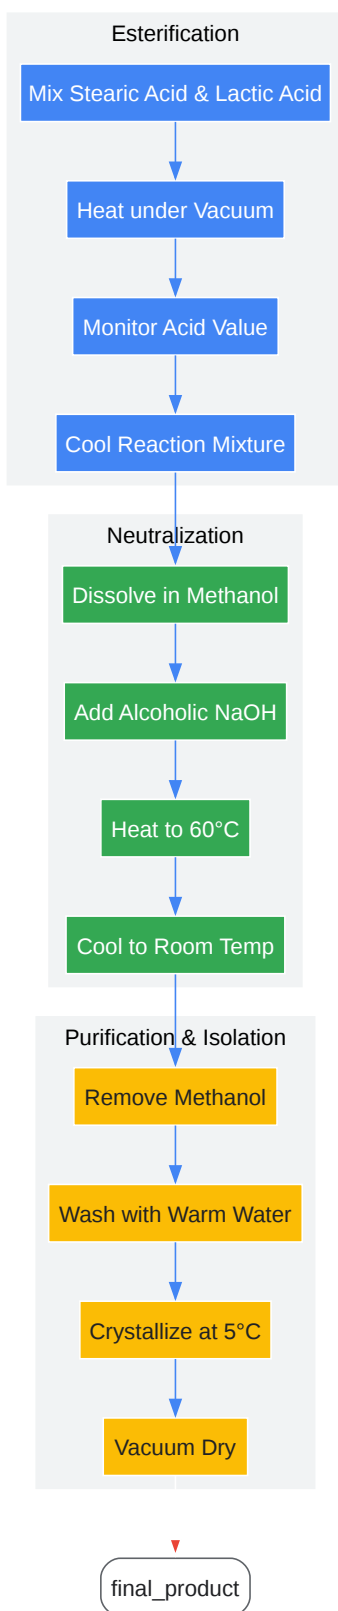 Esterification
Mix Stearic Acid & Lactic Acid
Heat under Vacuum
Monitor Acid Value
Cool Reaction Mixture
Neutralization
Dissolve in Methanol
Add Alcoholic NaOH
Heat to 60°C
Cool to Room Temp
Purification & Isolation
Remove Methanol
Wash with Warm Water
Crystallize at 5°C
Vacuum Dry
final_product